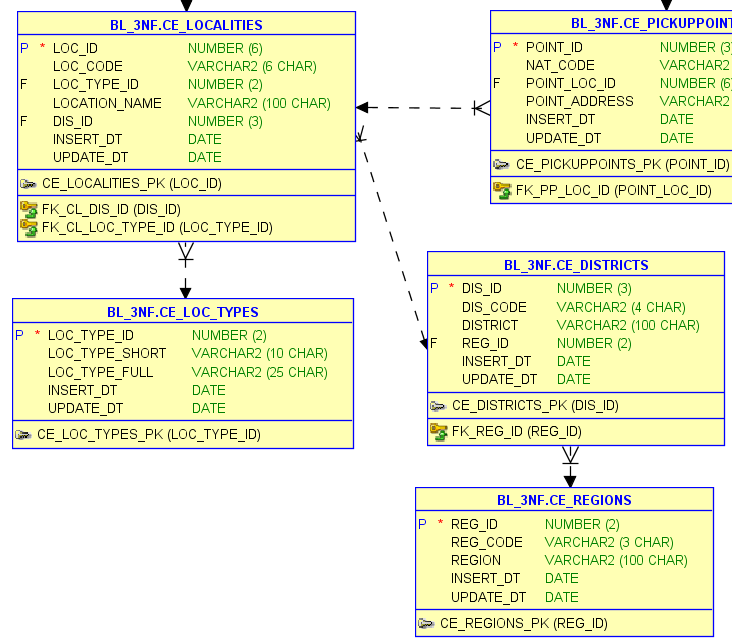 BL_3NF.CE_LOCALITIES
P * LOC_ID NUMBER (6)
LOC_CODE VARCHAR2 (6 CHAR)
F LOC_TYPE_ID NUMBER (2)
LOCATION_NAME VARCHAR2 (100 CHAR)
F DIS_ID NUMBER (3)
INSERT_DT DATE
UPDATE_DT DATE
CE_LOCALITIES_PK (LOC_ID)
FK_CL_DIS_ID (DIS_ID)
FK_CL_LOC_TYPE_ID (LOC_TYPE_ID)
BL_3NF.CE_PICKUPPOINT
P * POINT_ID NUMBER (3)
NAT_CODE VARCHAR2
F POINT_LOC_ID NUMBER (6)
POINT_ADDRESS VARCHAR2
INSERT_DT DATE
UPDATE_DT DATE
CE_PICKUPPOINTS_PK (POINT_ID)
FK_PP_LOC_ID (POINT_LOC_ID)
BL_3NF.CE_LOC_TYPES
P * LOC_TYPE_ID NUMBER (2)
LOC_TYPE_SHORT VARCHAR2 (10 CHAR)
LOC_TYPE_FULL VARCHAR2 (25 CHAR)
INSERT_DT DATE
UPDATE_DT DATE
CE_LOC_TYPES_PK (LOC_TYPE_ID)
BL_3NF.CE_DISTRICTS
P * DIS_ID NUMBER (3)
DIS_CODE VARCHAR2 (4 CHAR)
DISTRICT VARCHAR2 (100 CHAR)
F REG_ID NUMBER (2)
INSERT_DT DATE
UPDATE_DT DATE
CE_DISTRICTS_PK (DIS_ID)
FK_REG_ID (REG_ID)
BL_3NF.CE_REGIONS
P * REG_ID NUMBER (2)
REG_CODE VARCHAR2 (3 CHAR)
REGION VARCHAR2 (100 CHAR)
INSERT_DT DATE
UPDATE_DT DATE
CE_REGIONS_PK (REG_ID)